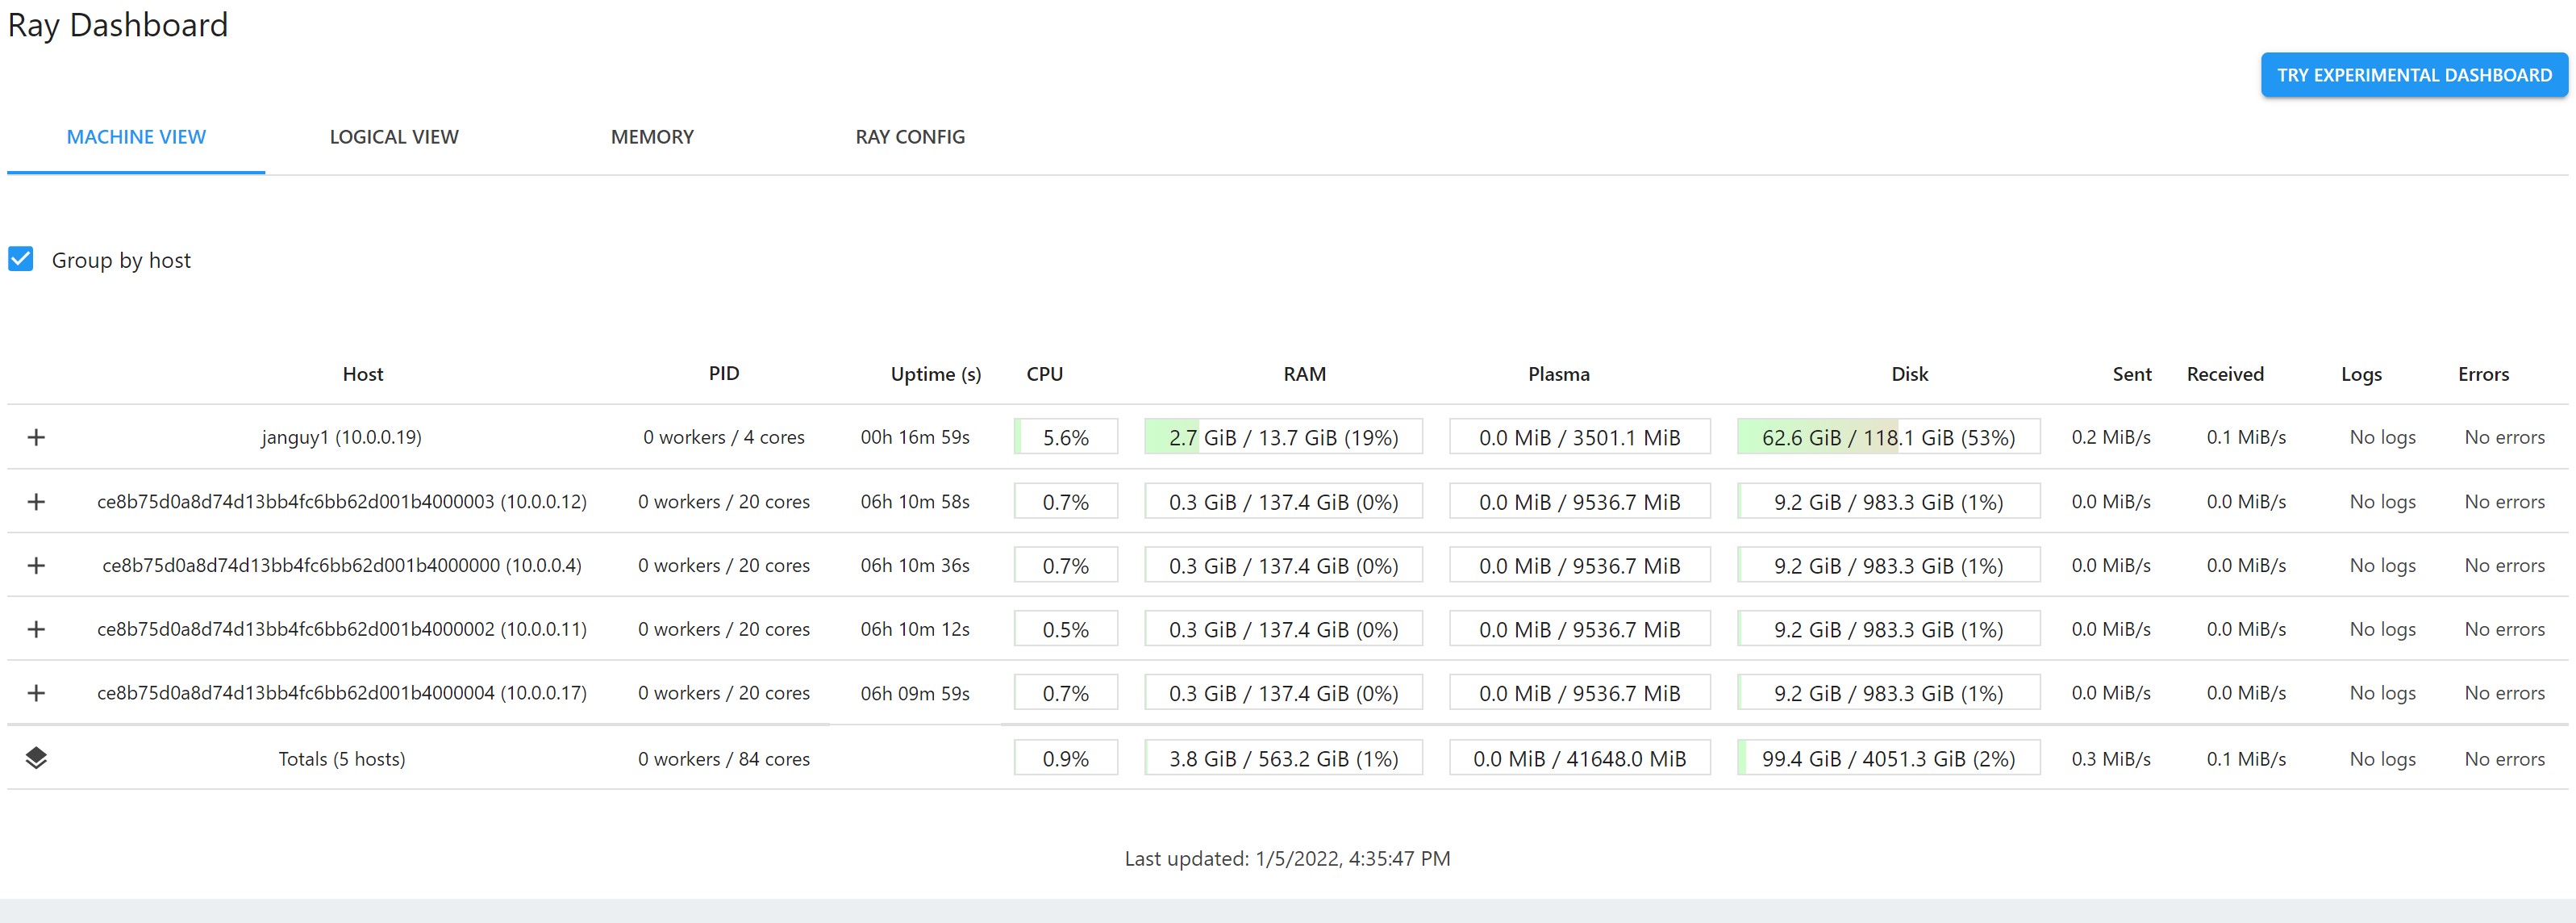 Ray Dashboard
TRY EXPERIMENTAL DASHBOARD
MACHINE VIEW LOGICAL VIEW MEMORY RAY CONFIG
Group by host
Host PID Uptime (s) CPU RAM Plasma Disk Sent Received Logs Errors
janguy1 (10.0.0.19) 0 workers / 4 cores 00h 16m 59s 5.6% 2.7 GiB / 13.7 GiB (19%) 0.0 MiB / 3501.1 MiB 62.6 GiB / 118.1 GiB (53%) 0.2 MiB/s 0.1 MiB/s No logs No errors
ce8b75d0a8d74d13bb4fc6bb62d001b4000003 (10.0.0.12) 0 workers / 20 cores 06h 10m 58s 0.7% 0.3 GiB / 137.4 GiB (0%) 0.0 MiB / 9536.7 MiB 9.2 GiB / 983.3 GiB (1%) 0.0 MiB/s 0.0 MiB/s No logs No errors
ce8b75d0a8d74d13bb4fc6bb62d001b4000000 (10.0.0.4) 0 workers / 20 cores 06h 10m 36s 0.7% 0.3 GiB / 137.4 GiB (0%) 0.0 MiB / 9536.7 MiB 9.2 GiB / 983.3 GiB (1%) 0.0 MiB/s 0.0 MiB/s No logs No errors
ce8b75d0a8d74d13bb4fc6bb62d001b4000002 (10.0.0.11) 0 workers / 20 cores 06h 10m 12s 0.5% 0.3 GiB / 137.4 GiB (0%) 0.0 MiB / 9536.7 MiB 9.2 GiB / 983.3 GiB (1%) 0.0 MiB/s 0.0 MiB/s No logs No errors
ce8b75d0a8d74d13bb4fc6bb62d001b4000004 (10.0.0.17) 0 workers / 20 cores 06h 09m 59s 0.7% 0.3 GiB / 137.4 GiB (0%) 0.0 MiB / 9536.7 MiB 9.2 GiB / 983.3 GiB (1%) 0.0 MiB/s 0.0 MiB/s No logs No errors
Totals (5 hosts) 0 workers / 84 cores 0.9% 3.8 GiB / 563.2 GiB (1%) 0.0 MiB / 41648.0 MiB 99.4 GiB / 4051.3 GiB (2%) 0.3 MiB/s 0.1 MiB/s No logs No errors
Last updated: 1/5/2022, 4:35:47 PM